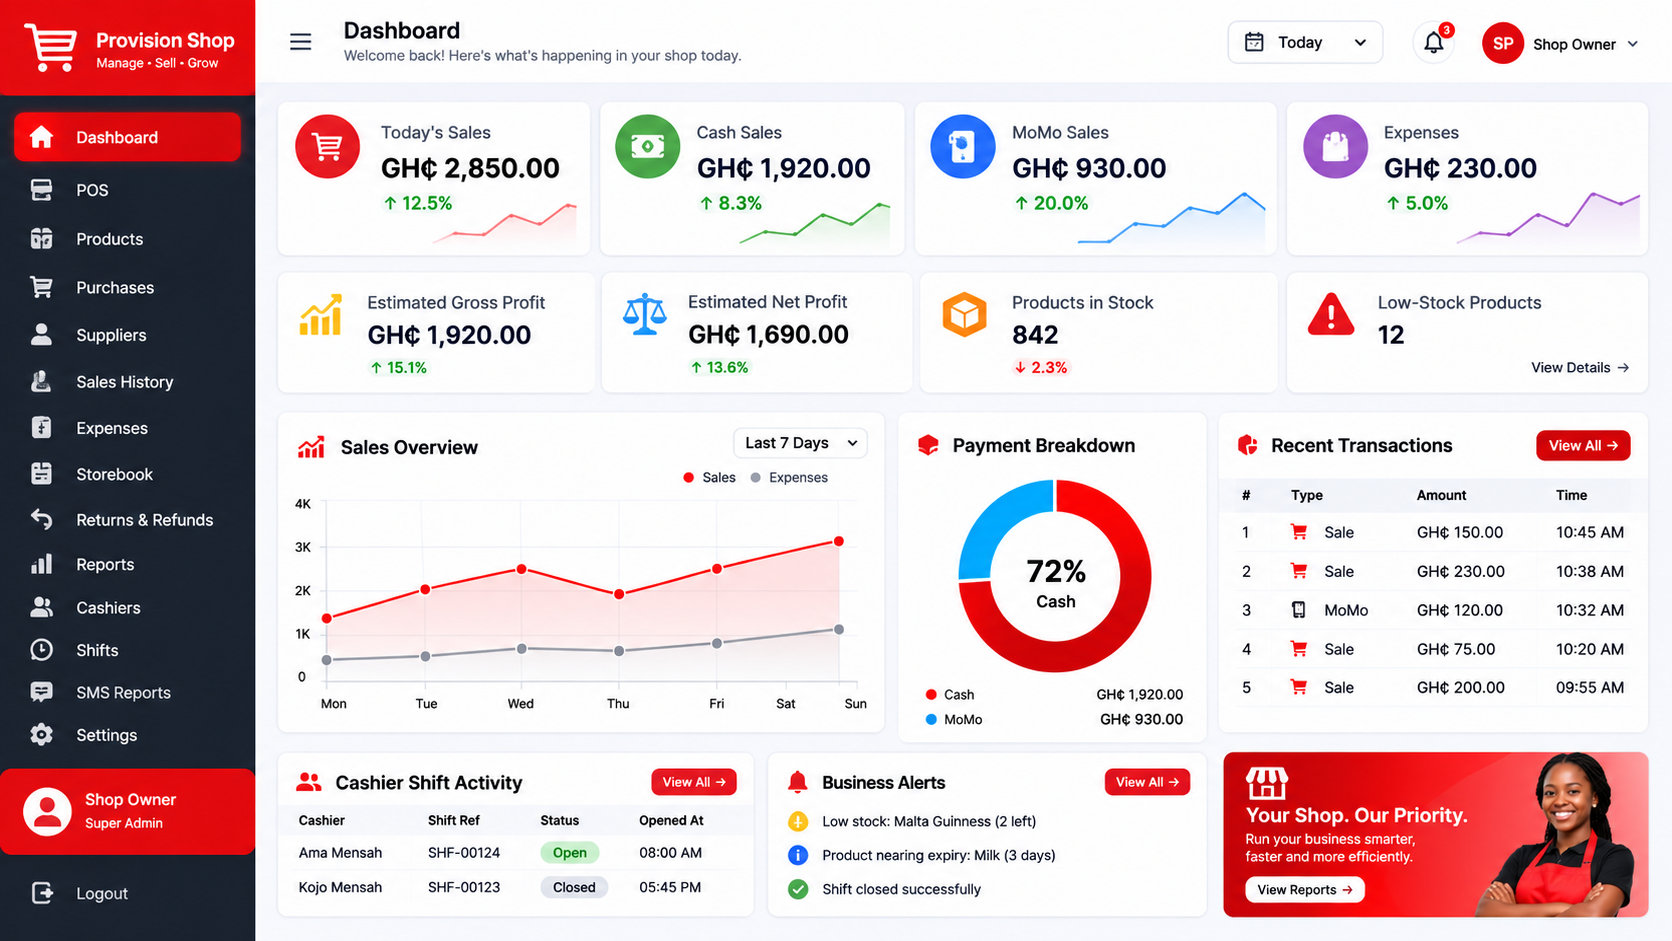 Provision Shop
Manage • Sell • Grow
Dashboard
POS
Products
Purchases
Suppliers
Sales History
Expenses
Storebook
Returns & Refunds
Reports
Cashiers
Shifts
SMS Reports
Settings
Shop Owner
Super Admin
Logout
Dashboard
Welcome back! Here's what's happening in your shop today.
Today
3
SP
Shop Owner
Today's Sales
GH₵ 2,850.00
↑ 12.5%
Cash Sales
GH₵ 1,920.00
↑ 8.3%
MoMo Sales
GH₵ 930.00
↑ 20.0%
Expenses
GH₵ 230.00
↑ 5.0%
Estimated Gross Profit
GH₵ 1,920.00
↑ 15.1%
Estimated Net Profit
GH₵ 1,690.00
↑ 13.6%
Products in Stock
842
↓ 2.3%
Low-Stock Products
12
View Details →
Sales Overview
Last 7 Days
Sales Expenses
4K
3K
2K
1K
0
Mon Tue Wed Thu Fri Sat Sun
Payment Breakdown
72%
Cash
Cash GH₵ 1,920.00
MoMo GH₵ 930.00
Recent Transactions
View All →
# Type Amount Time
1 Sale GH₵ 150.00 10:45 AM
2 Sale GH₵ 230.00 10:38 AM
3 MoMo GH₵ 120.00 10:32 AM
4 Sale GH₵ 75.00 10:20 AM
5 Sale GH₵ 200.00 09:55 AM
Cashier Shift Activity
View All →
Cashier Shift Ref Status Opened At
Ama Mensah SHF-00124 Open 08:00 AM
Kojo Mensah SHF-00123 Closed 05:45 PM
Business Alerts
View All →
Low stock: Malta Guinness (2 left)
Product nearing expiry: Milk (3 days)
Shift closed successfully
Your Shop. Our Priority.
Run your business smarter,
faster and more efficiently.
View Reports →